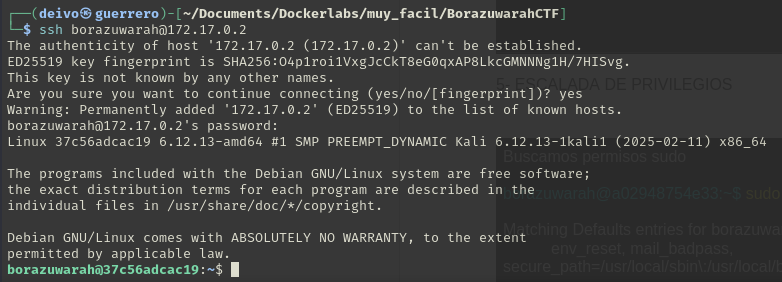 ┌──(deivo㉿guerrero)-[~/Documents/Dockerlabs/muy_facil/BorazuwarahCTF]
└─$ ssh borazuwarah@172.17.0.2
The authenticity of host '172.17.0.2 (172.17.0.2)' can't be established.
ED25519 key fingerprint is SHA256:O4p1roi1VxgJcCkT8eG0qxAP8LkcGMNNNg1H/7HISvg.
This key is not known by any other names.
Are you sure you want to continue connecting (yes/no/[fingerprint])? yes
Warning: Permanently added '172.17.0.2' (ED25519) to the list of known hosts.
borazuwarah@172.17.0.2's password:
Linux 37c56adcac19 6.12.13-amd64 #1 SMP PREEMPT_DYNAMIC Kali 6.12.13-1kali1 (2025-02-11) x86_64
The programs included with the Debian GNU/Linux system are free software;
the exact distribution terms for each program are described in the
individual files in /usr/share/doc/*/copyright.
Debian GNU/Linux comes with ABSOLUTELY NO WARRANTY, to the extent
permitted by applicable law.
borazuwarah@37c56adcac19:~$
5. ESCALADA DE PRIVILEGIOS
Buscamos permisos sudo
borazuwarah@a02948754e33:~$ sudo
Matching Defaults entries for borazuwar
env_reset, mail_badpass,
secure_path=/usr/local/sbin\:/usr/local/b